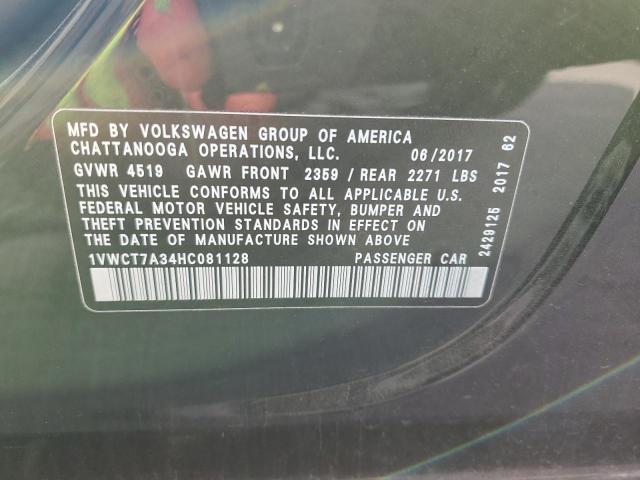 MFD BY VOLKSWAGEN GROUP OF AMERICA
CHATTANOOGA OPERATIONS, LLC. 06/2017
GVWR 4519 GAWR FRONT 2359 / REAR 2271 LBS
THIS VEHICLE CONFORMS TO ALL APPLICABLE U.S.
FEDERAL MOTOR VEHICLE SAFETY, BUMPER AND
THEFT PREVENTION STANDARDS IN EFFECT ON
THE DATE OF MANUFACTURE SHOWN ABOVE
1VWCT7A34HC081128 PASSENGER CAR
2429125 2017 62